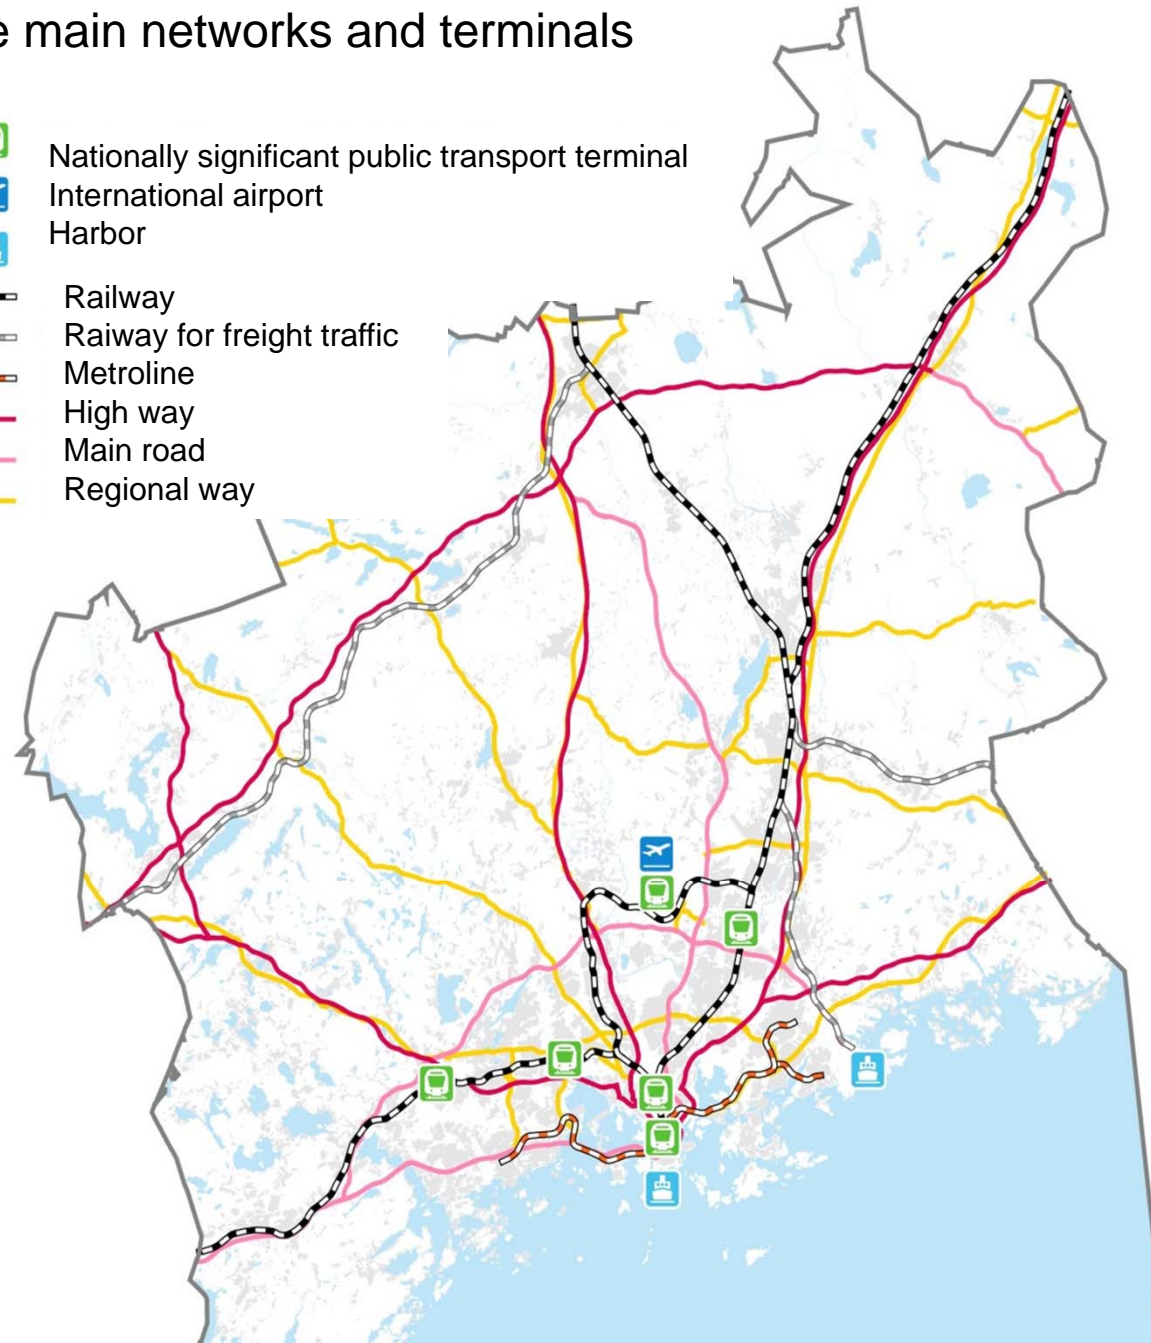 e main networks and terminals
Nationally significant public transport terminal
International airport
Harbor
Railway
Raiway for freight traffic
Metroline
High way
Main road
Regional way